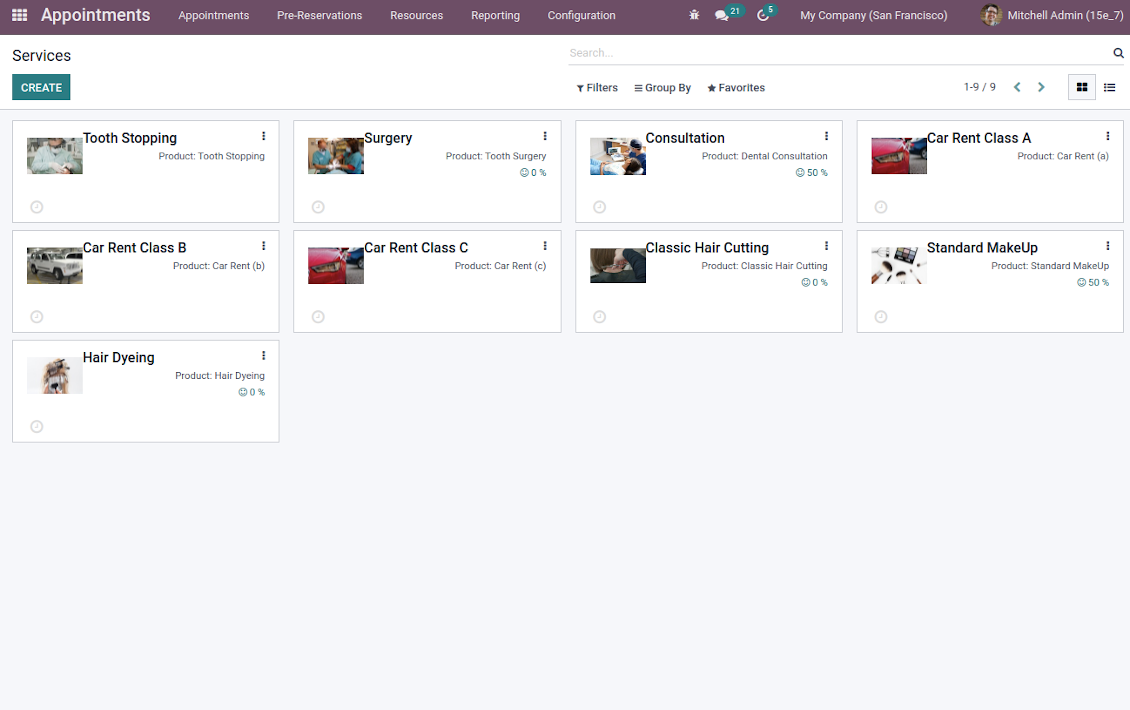 Appointments Appointments Pre-Reservations Resources Reporting Configuration 21 5 My Company (San Francisco) Mitchell Admin (15e_7)
Services Search...
CREATE Filters Group By Favorites 1-9 / 9
Tooth Stopping
Product: Tooth Stopping
Surgery
Product: Tooth Surgery
0 %
Consultation
Product: Dental Consultation
50 %
Car Rent Class A
Product: Car Rent (a)
Car Rent Class B
Product: Car Rent (b)
Car Rent Class C
Product: Car Rent (c)
Classic Hair Cutting
Product: Classic Hair Cutting
0 %
Standard MakeUp
Product: Standard MakeUp
50 %
Hair Dyeing
Product: Hair Dyeing
0 %